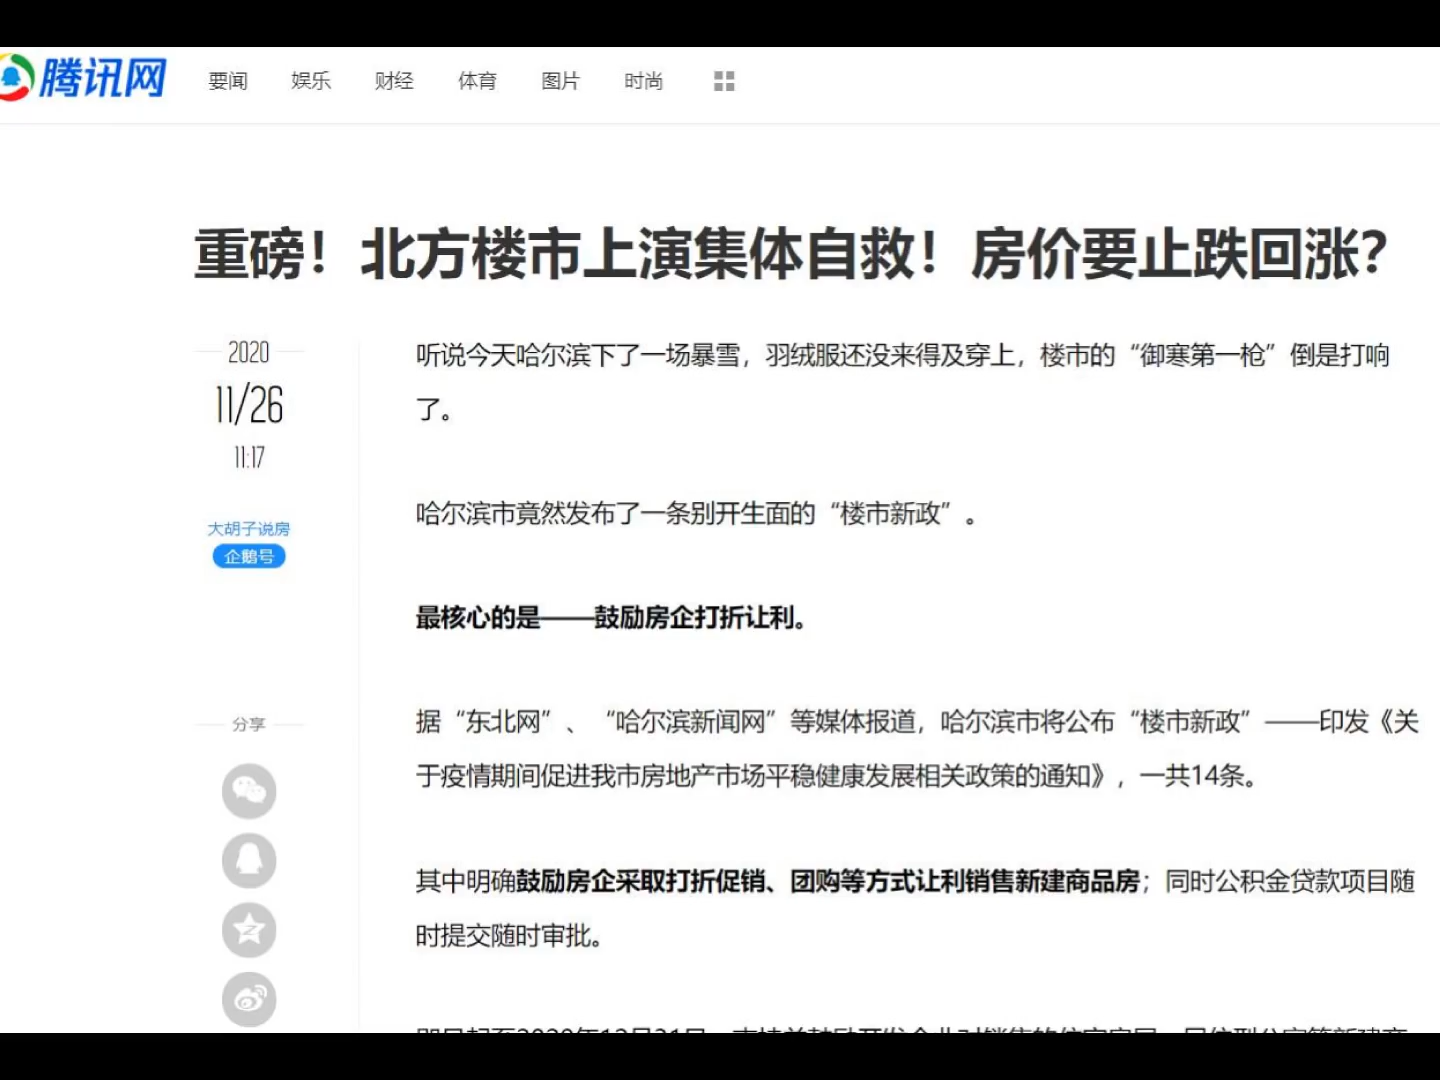 腾讯网 要闻 娱乐 财经 体育 图片 时尚
重磅！北方楼市上演集体自救！房价要止跌回涨？
2020
11/26
11:17
大胡子说房
企鹅号
分享
听说今天哈尔滨下了一场暴雪，羽绒服还没来得及穿上，楼市的“御寒第一枪”倒是打响
了。
哈尔滨市竟然发布了一条别开生面的“楼市新政”。
最核心的是——鼓励房企打折让利。
据“东北网”、“哈尔滨新闻网”等媒体报道，哈尔滨市将公布“楼市新政”——印发《关
于疫情期间促进我市房地产市场平稳健康发展相关政策的通知》，一共14条。
其中明确鼓励房企采取打折促销、团购等方式让利销售新建商品房；同时公积金贷款项目随
时提交随时审批。